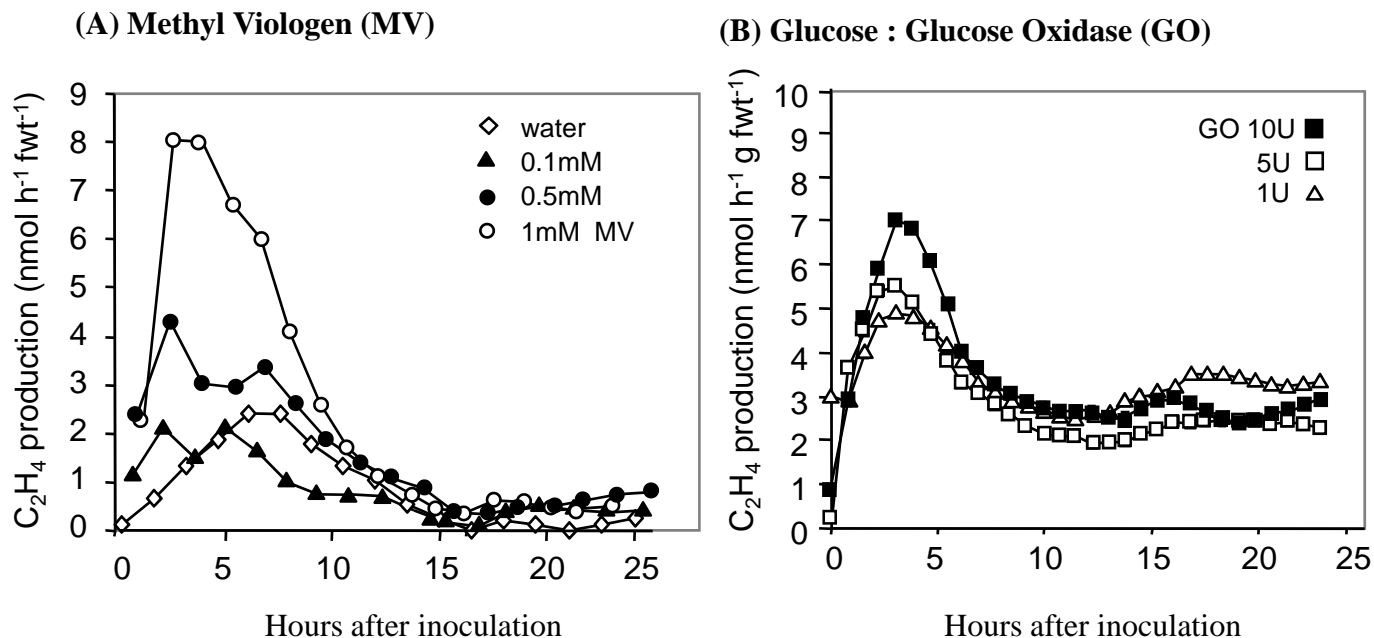 (A) Methyl Viologen (MV)
C₂H₄ production (nmol h⁻¹ fwt⁻¹)
9
8
7
6
5
4
3
2
1
0
water
0.1mM
0.5mM
1mM MV
0 5 10 15 20 25
Hours after inoculation
(B) Glucose : Glucose Oxidase (GO)
C₂H₄ production (nmol h⁻¹ g fwt⁻¹)
10
9
8
7
6
5
4
3
2
1
0
GO 10U
5U
1U
0 5 10 15 20 25
Hours after inoculation